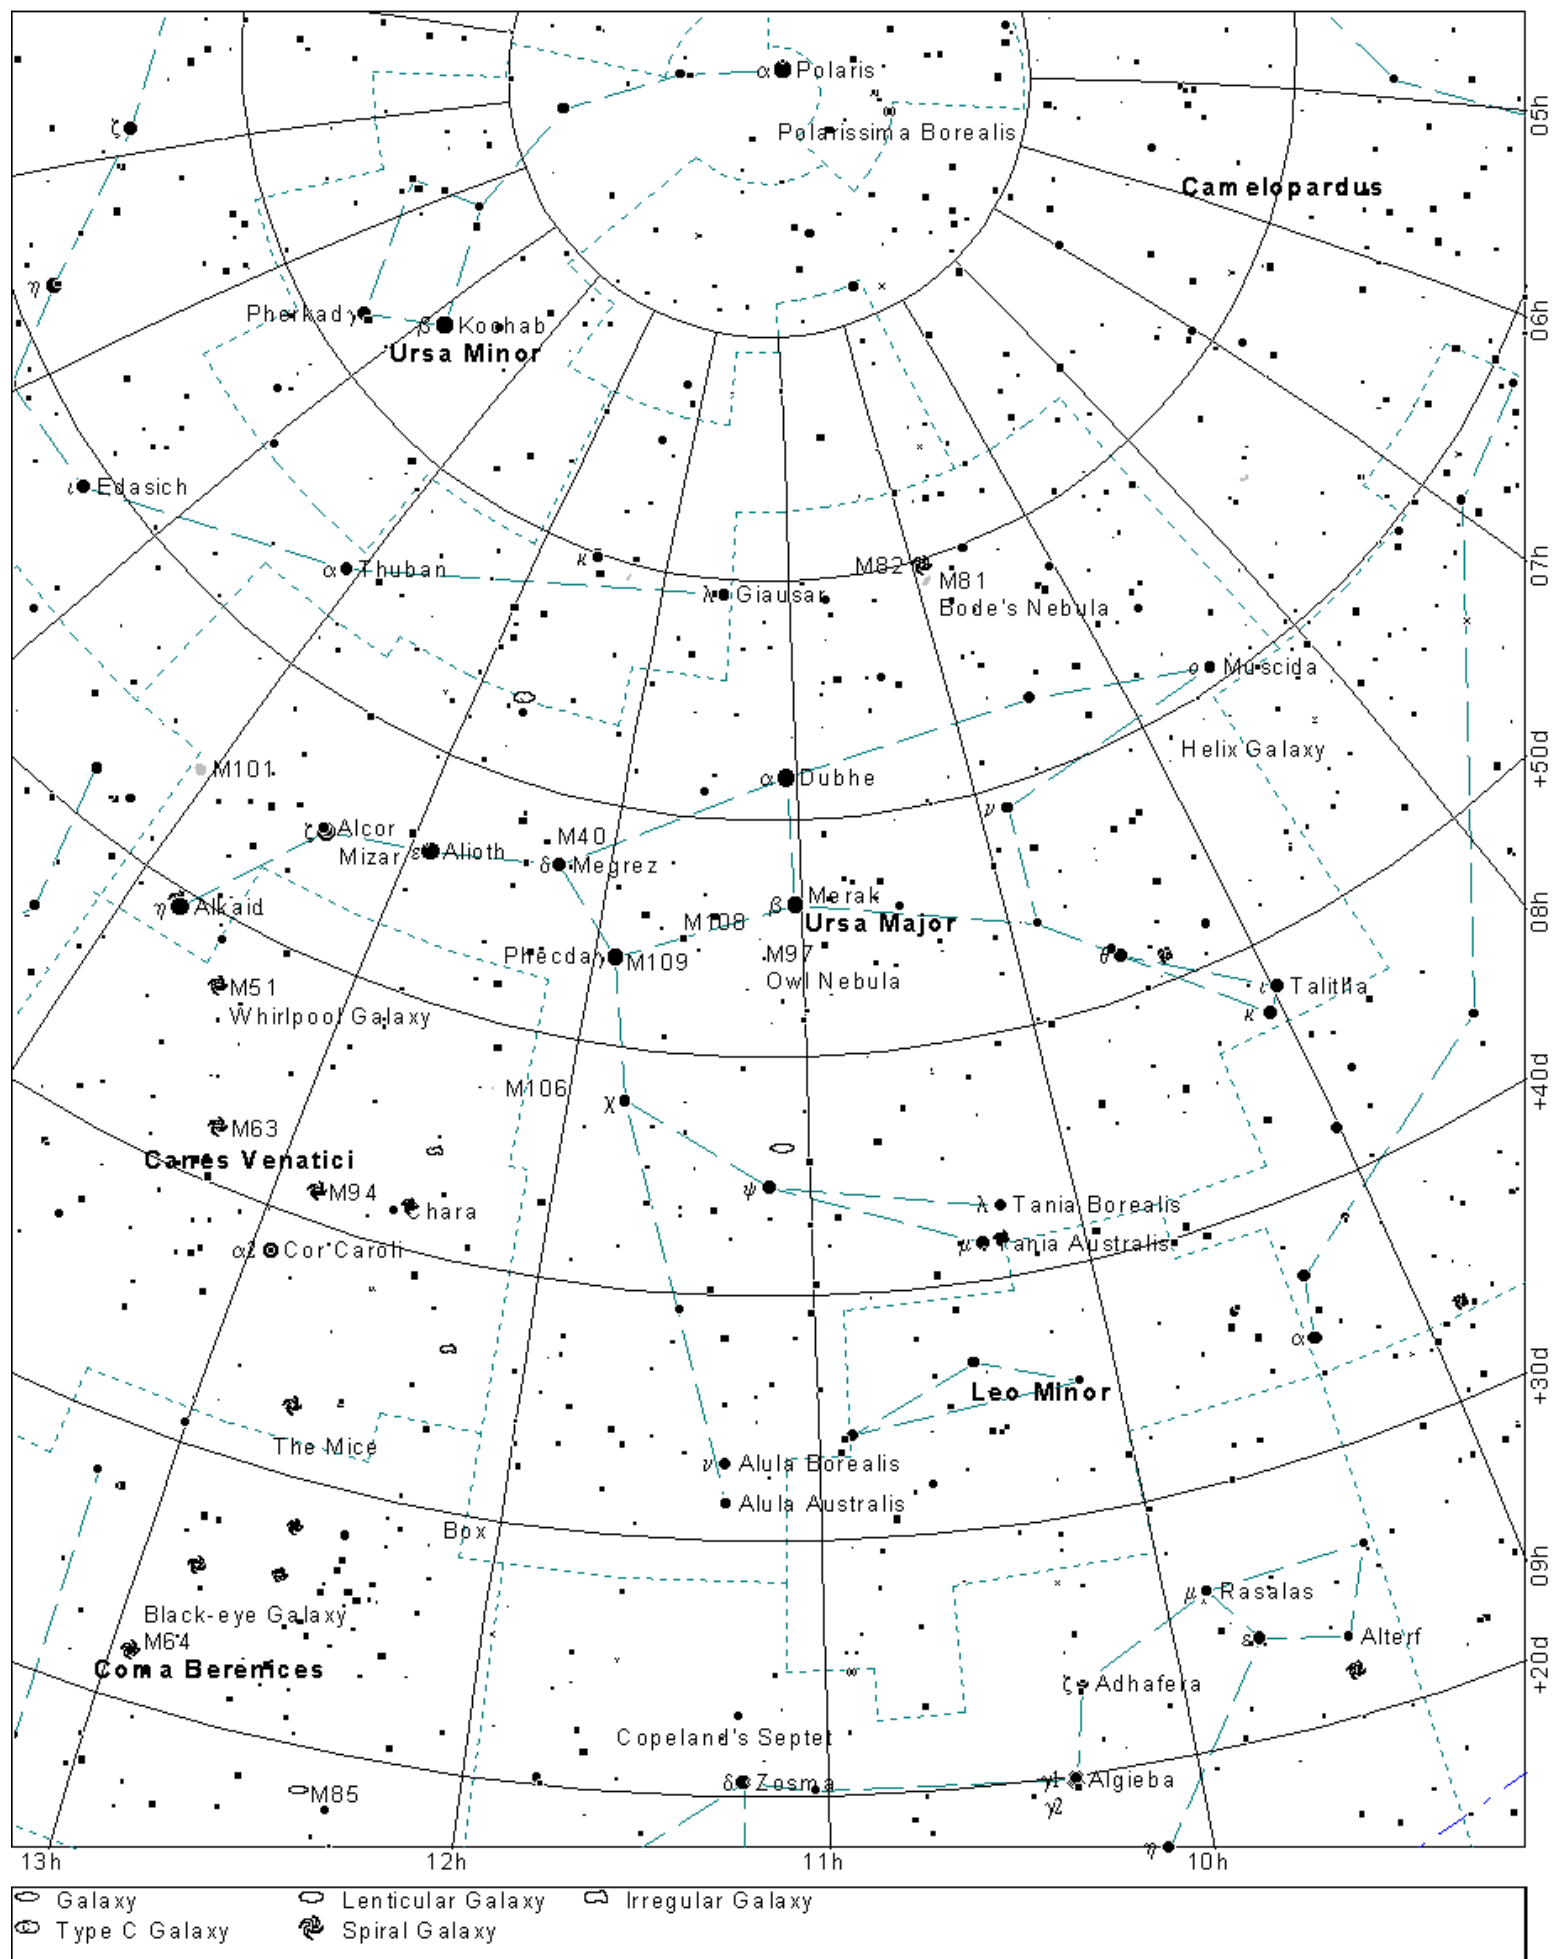 α Polaris
Polarissima Borealis
05h
ζ
Camelopardus
η
Pherkad γ
β Kochab
06h
Ursa Minor
ι Edasich
α Thuban
κ
M82
M81
07h
λ Giausar
Bode's Nebula
ο Muscida
Helix Galaxy
M101
α Dubhe
+50d
ν
ζ Alcor
Mizar
ε Alioth
M40
δ Megrez
η Alkaid
β Merak
08h
M108
Ursa Major
Phecda γ M109
M97
Owl Nebula
θ
ι Talitha
κ
M51
Whirlpool Galaxy
M106
χ
+40d
M63
Canes Venatici
M94
Chara
ψ
λ Tania Borealis
α2 Cor Caroli
μ Tania Australis
α
+30d
Leo Minor
The Mice
ν Alula Borealis
Alula Australis
Box
09h
μ Rasalas
Black-eye Galaxy
M64
ε
Alterf
Coma Berenices
ζ Adhafera
+20d
Copeland's Septet
δ Zosma
γ1 Algieba
γ2
M85
η
13h 12h 11h 10h
Galaxy Lenticular Galaxy Irregular Galaxy
Type C Galaxy Spiral Galaxy